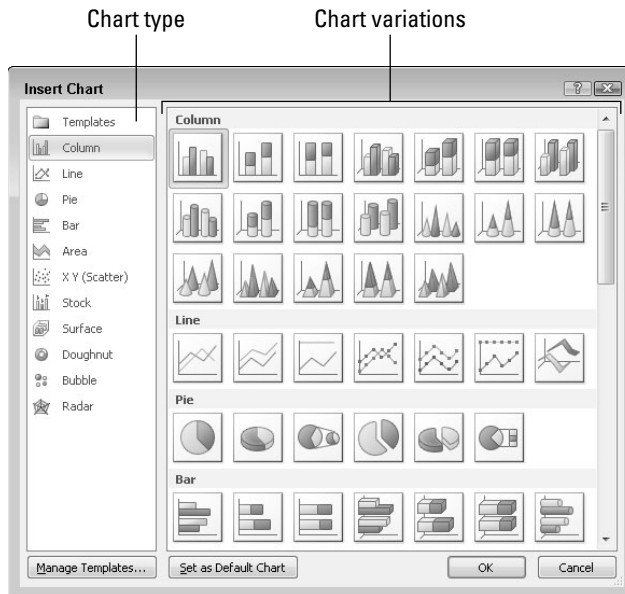 Chart type
Chart variations
Insert Chart
Templates
Column
Line
Pie
Bar
Area
X Y (Scatter)
Stock
Surface
Doughnut
Bubble
Radar
Column
Line
Pie
Bar
Manage Templates...
Set as Default Chart
OK
Cancel